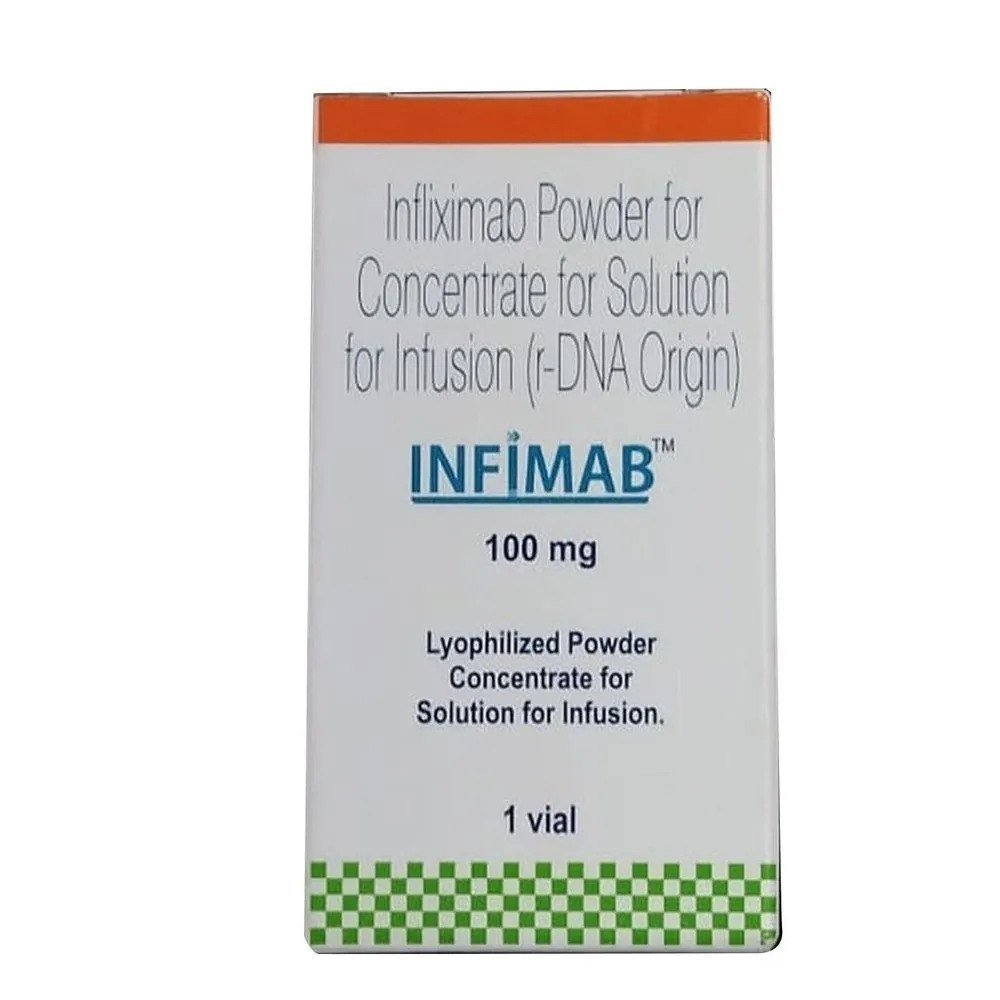 Infliximab Powder for
Concentrate for Solution
for Infusion (r-DNA Origin)
INFIMAB™
100 mg
Lyophilized Powder
Concentrate for
Solution for Infusion.
1 vial